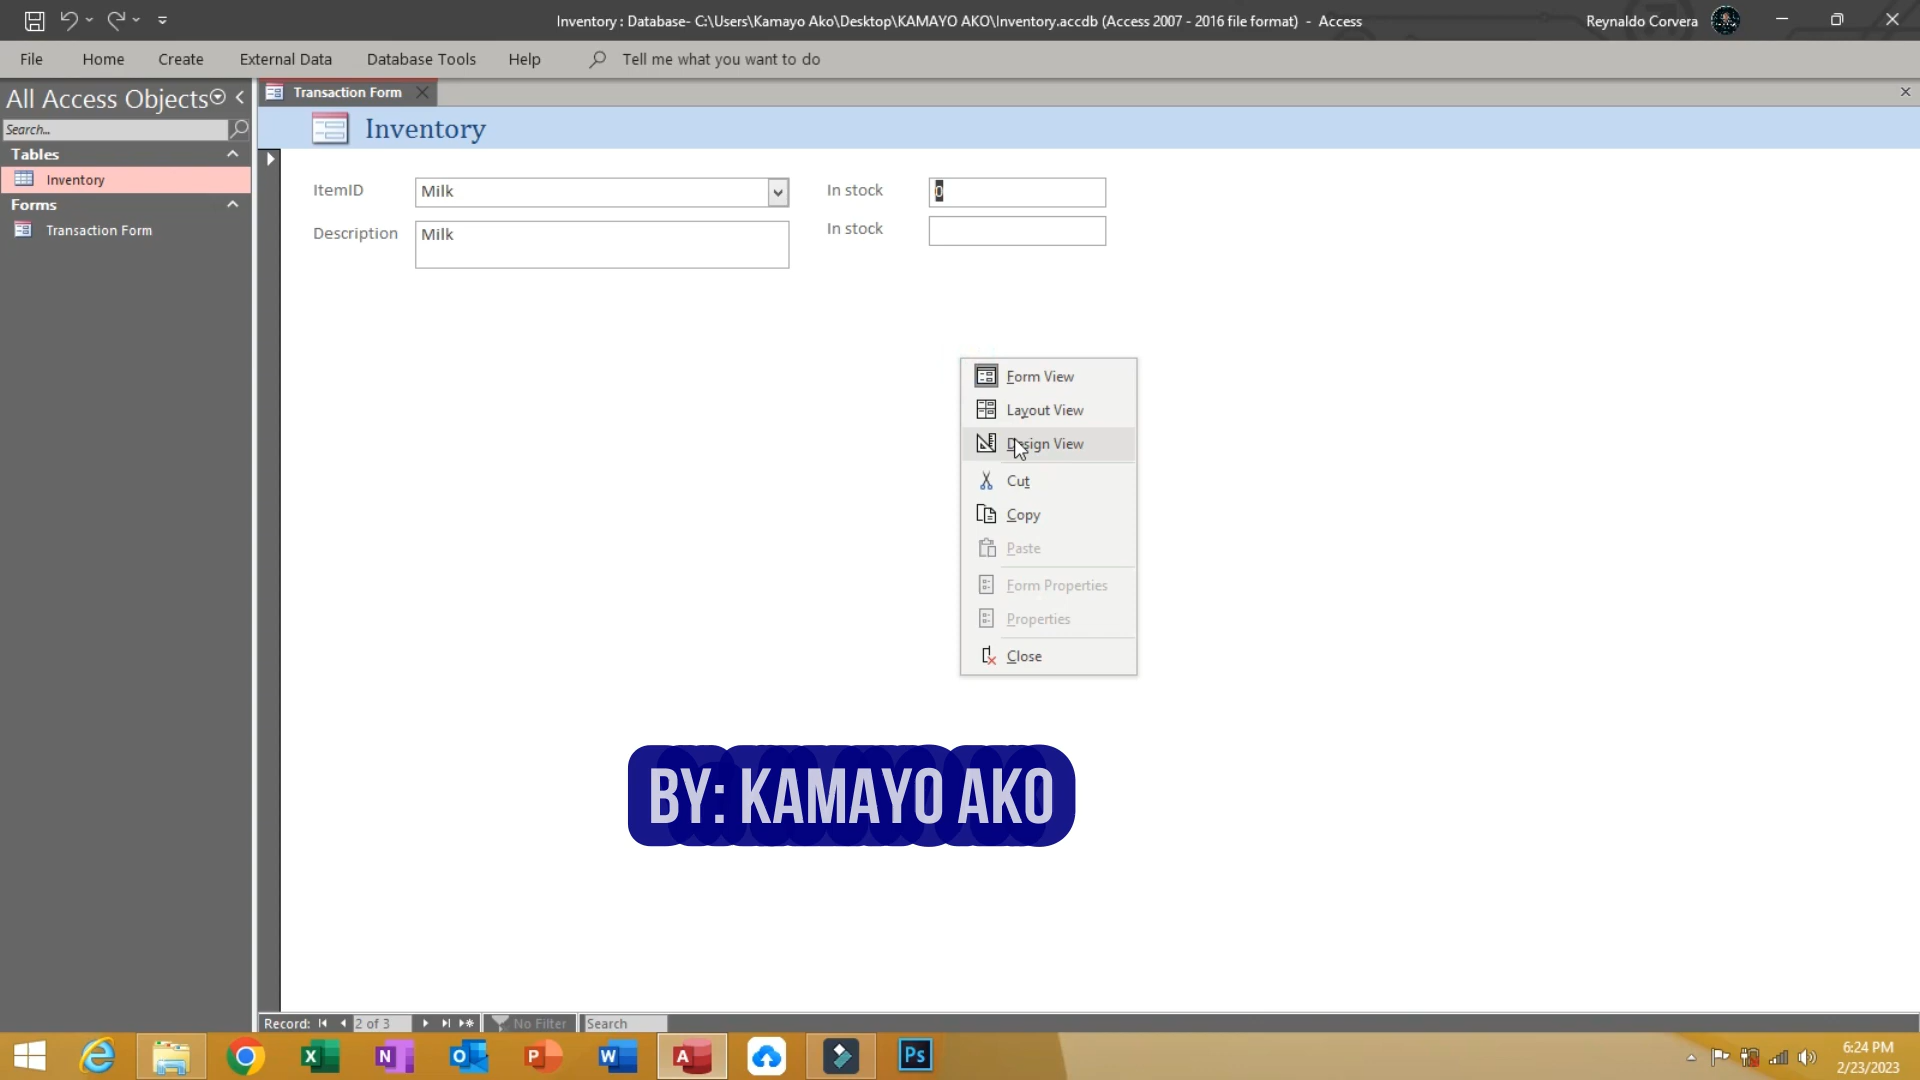 Inventory : Database- C:\Users\Kamayo Ako\Desktop\KAMAYO AKO\Inventory.accdb (Access 2007 - 2016 file format) - Access
Reynaldo Corvera
File Home Create External Data Database Tools Help Tell me what you want to do
All Access Objects
Search...
Tables
Inventory
Forms
Transaction Form
Transaction Form
Inventory
ItemID Milk In stock 0
Description Milk In stock
Form View
Layout View
Design View
Cut
Copy
Paste
Form Properties
Properties
Close
BY: KAMAYO AKO
Record: 2 of 3 No Filter Search
6:24 PM
2/23/2023
X N O P W A Ps